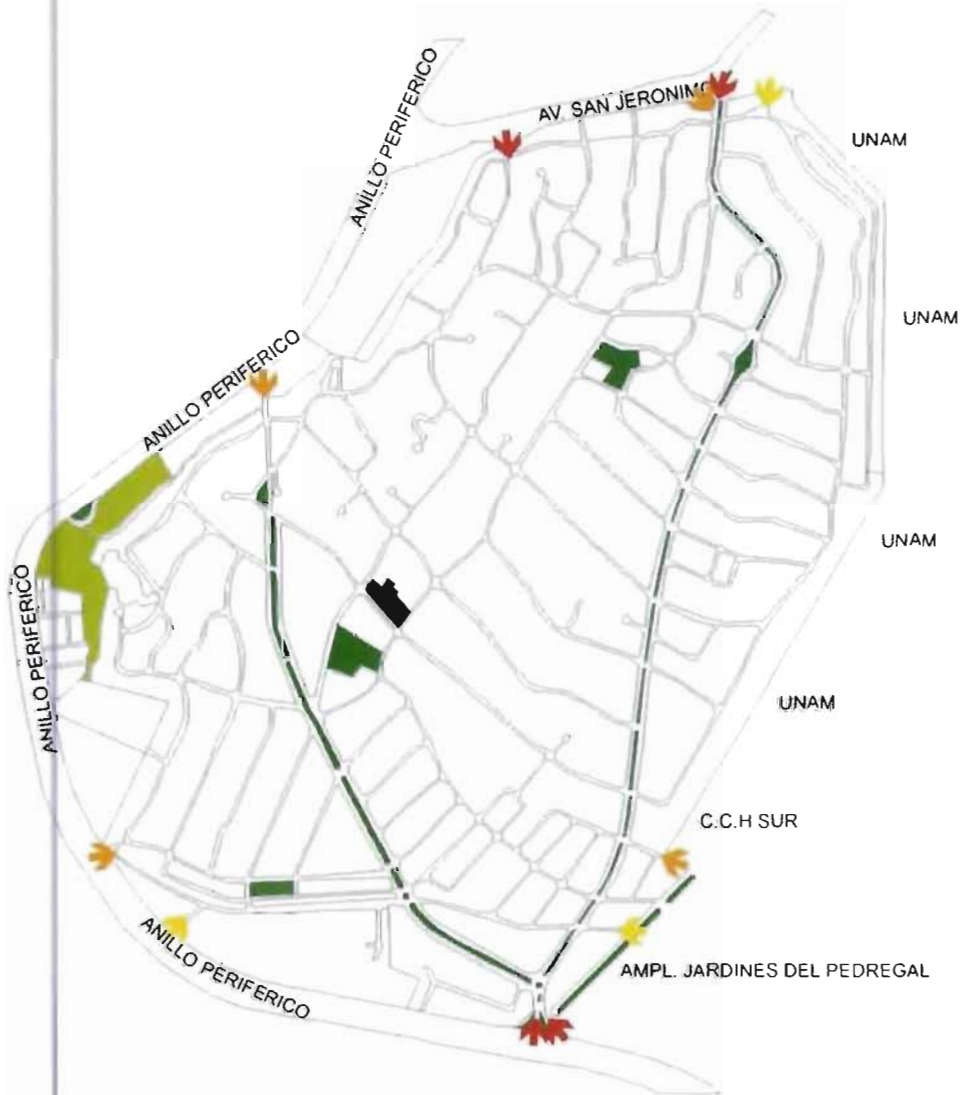 ANILLO PERIFERICO
AV. SAN JERONIMO
UNAM
UNAM
ANILLO PERIFERICO
UNAM
ANILLO PERIFERICO
UNAM
C.C.H SUR
ANILLO PERIFERICO
AMPL. JARDINES DEL PEDREGAL